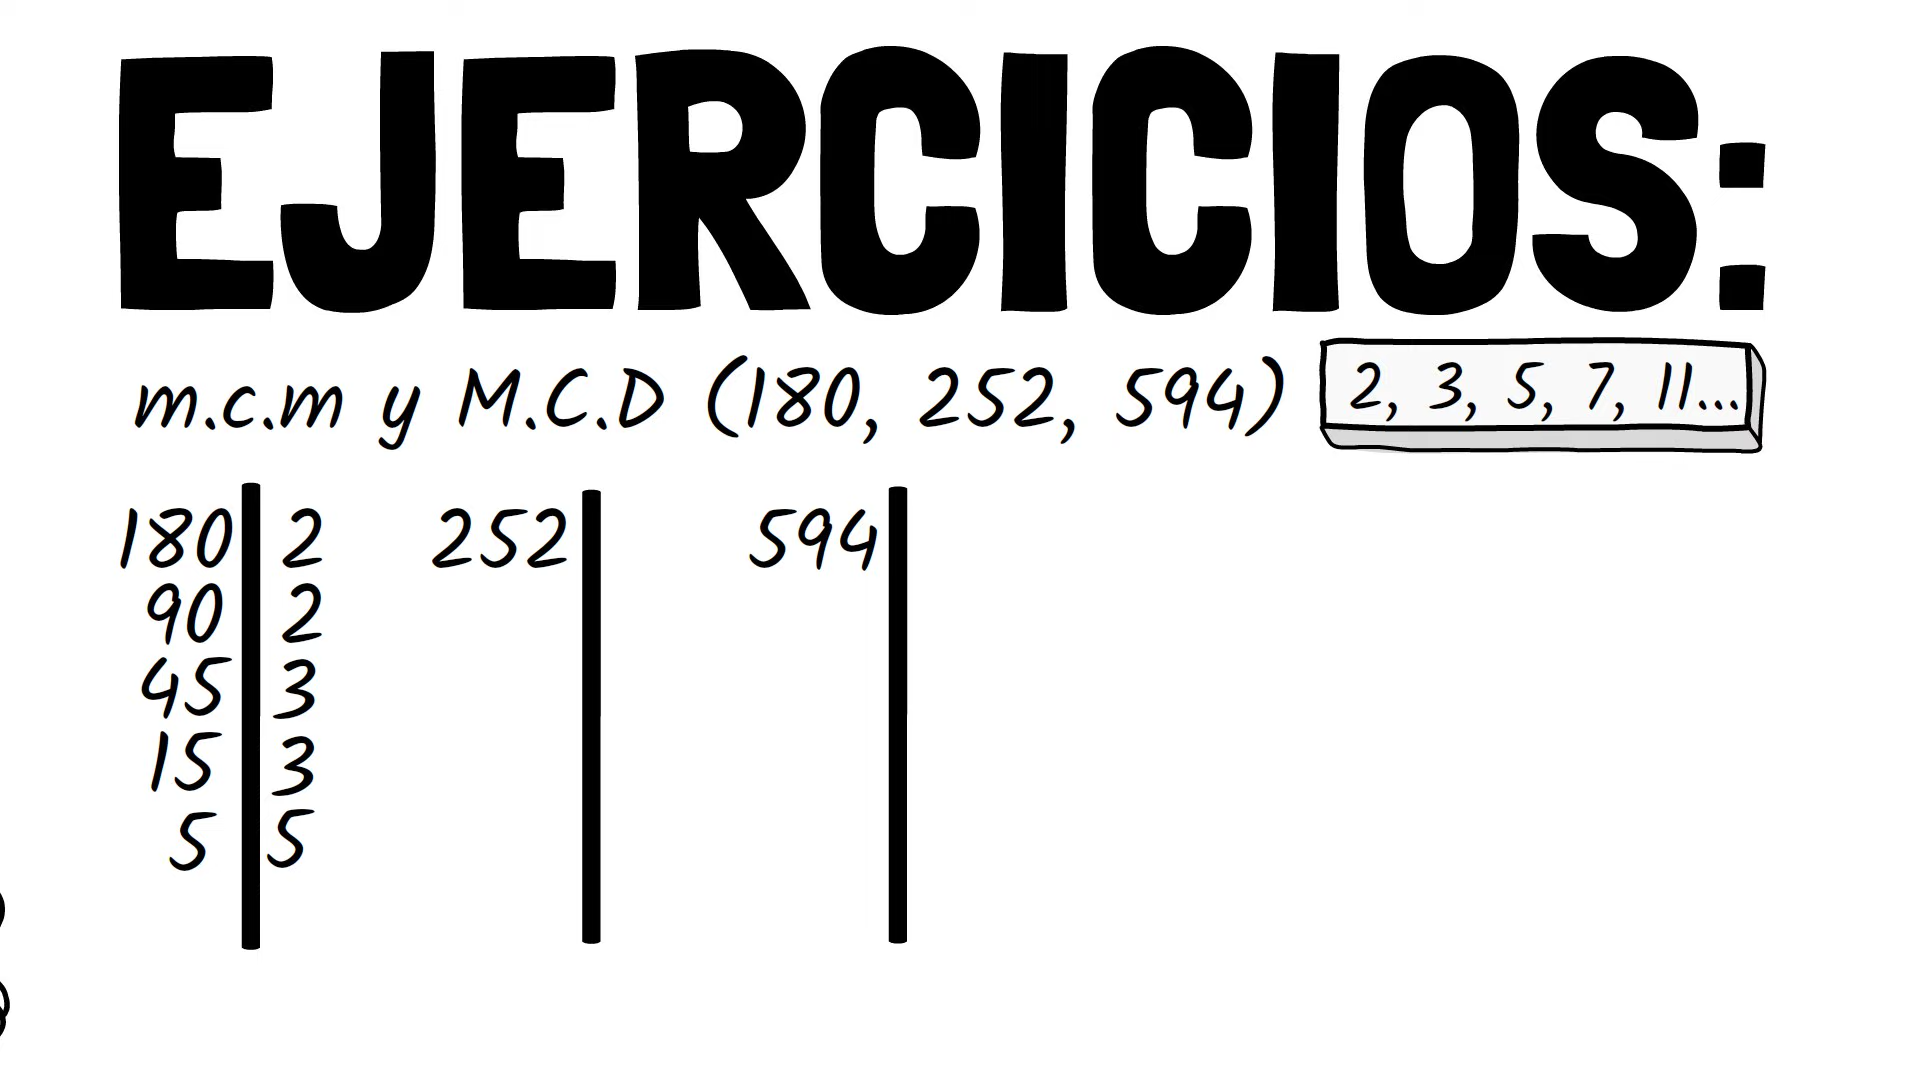 EJERCICIOS:
m.c.m y M.C.D (180, 252, 594)
2, 3, 5, 7, 11...
180 2 252 594
90 2
45 3
15 3
5 5